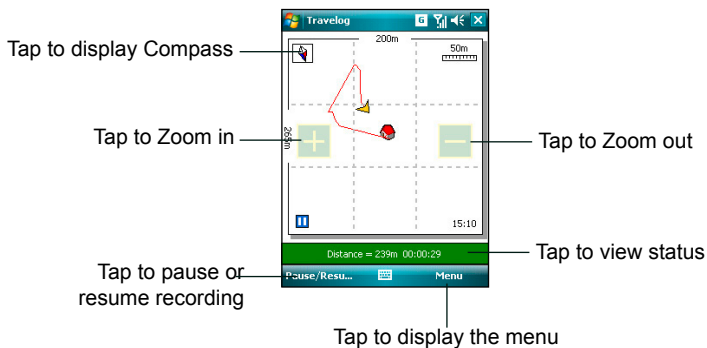 Travelog
G
200m
Tap to display Compass
50m
Tap to Zoom in
265m
Tap to Zoom out
15:10
Distance = 239m 00:00:29
Tap to view status
Tap to pause or
resume recording
Pause/Resu...
Menu
Tap to display the menu